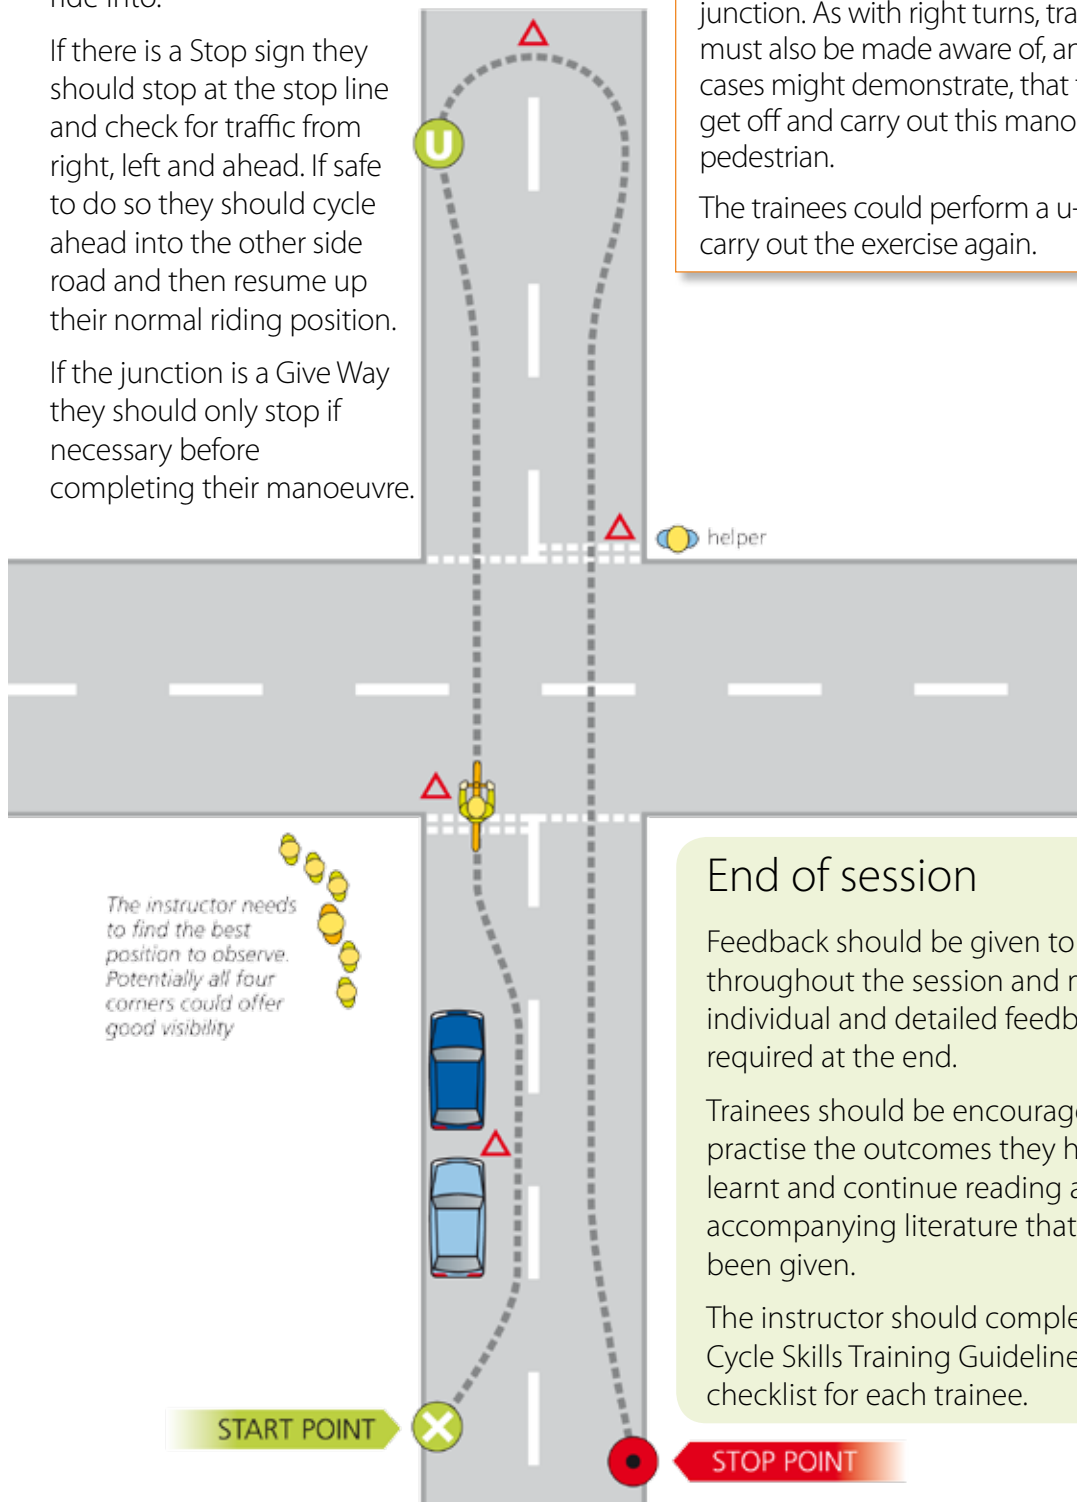 ride into.
If there is a Stop sign they
should stop at the stop line
and check for traffic from
right, left and ahead. If safe
to do so they should cycle
ahead into the other side
road and then resume up
their normal riding position.
If the junction is a Give Way
they should only stop if
necessary before
completing their manoeuvre.
junction. As with right turns,
must also be made aware of,
cases might demonstrate, that
get off and carry out this
pedestrian.
The trainees could perform a
carry out the exercise again.
U
helper
The instructor needs
to find the best
position to observe.
Potentially all four
corners could offer
good visibility
End of session
Feedback should be given to
throughout the session and
individual and detailed
required at the end.
Trainees should be
practise the outcomes they
learnt and continue reading
accompanying literature that
been given.
The instructor should
Cycle Skills Training
checklist for each trainee.
START POINT
STOP POINT